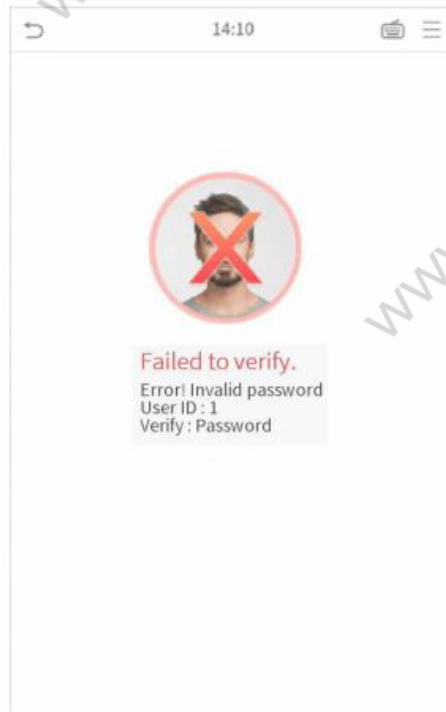 14:10
Failed to verify.
Error! Invalid password
User ID : 1
Verify : Password